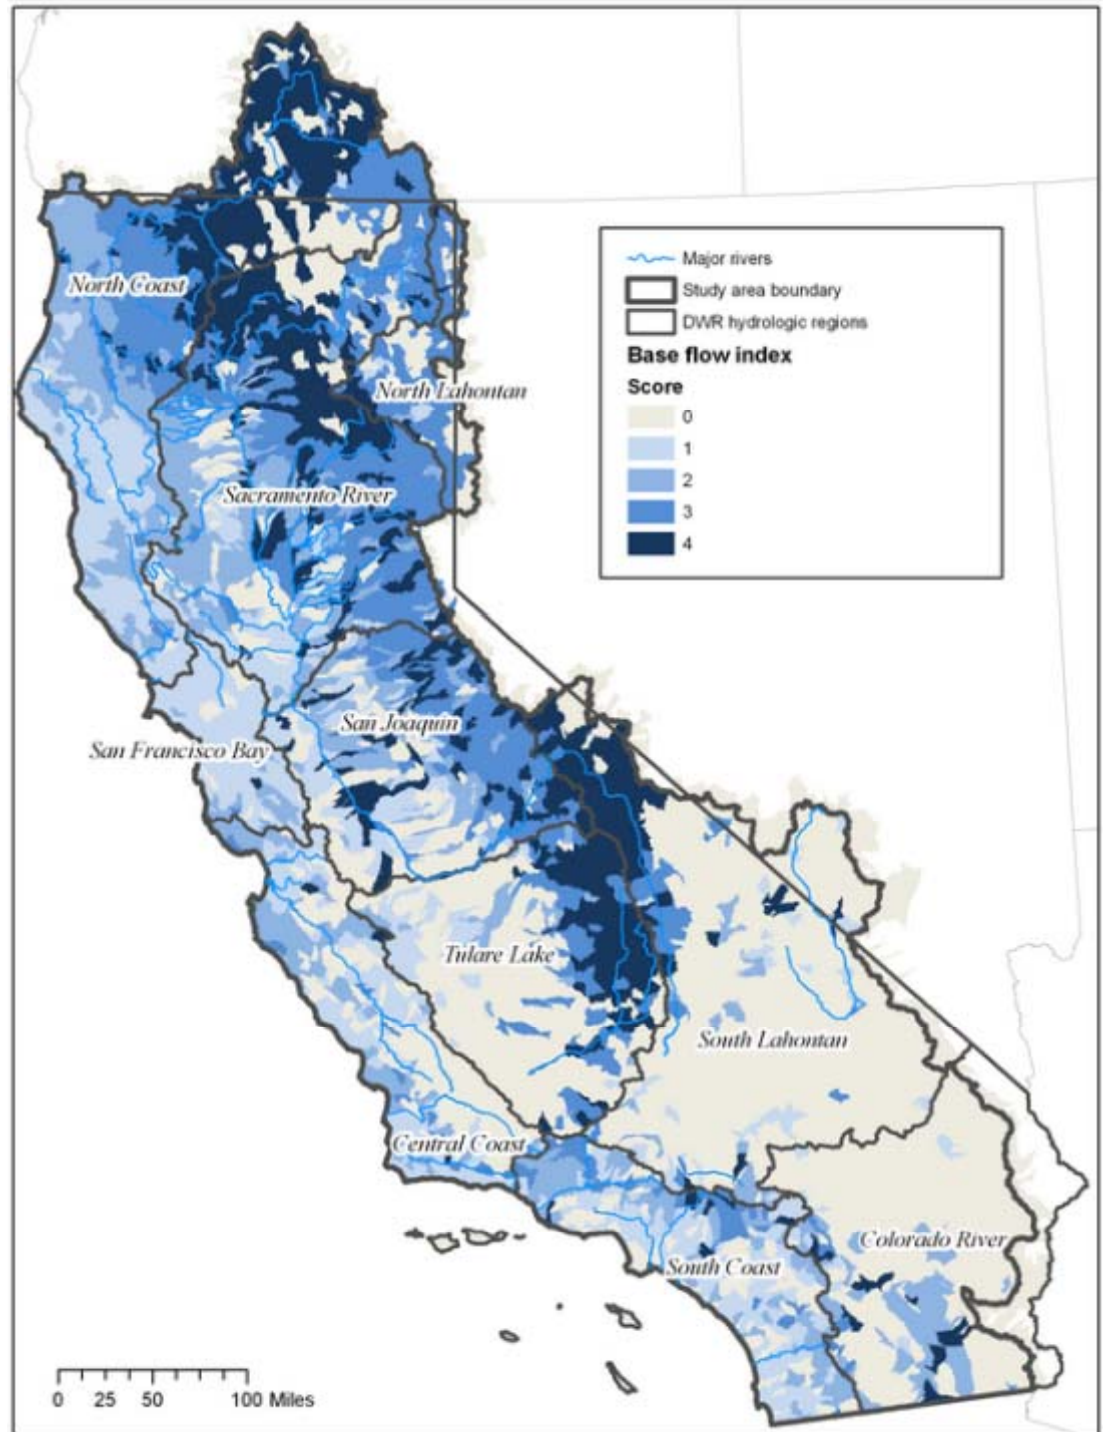 Major rivers
Study area boundary
DWR hydrologic regions
Base flow index
Score
0
1
2
3
4
North Coast
North Lahontan
Sacramento River
San Joaquin
San Francisco Bay
Tulare Lake
South Lahontan
Central Coast
Colorado River
South Coast
0 25 50 100 Miles